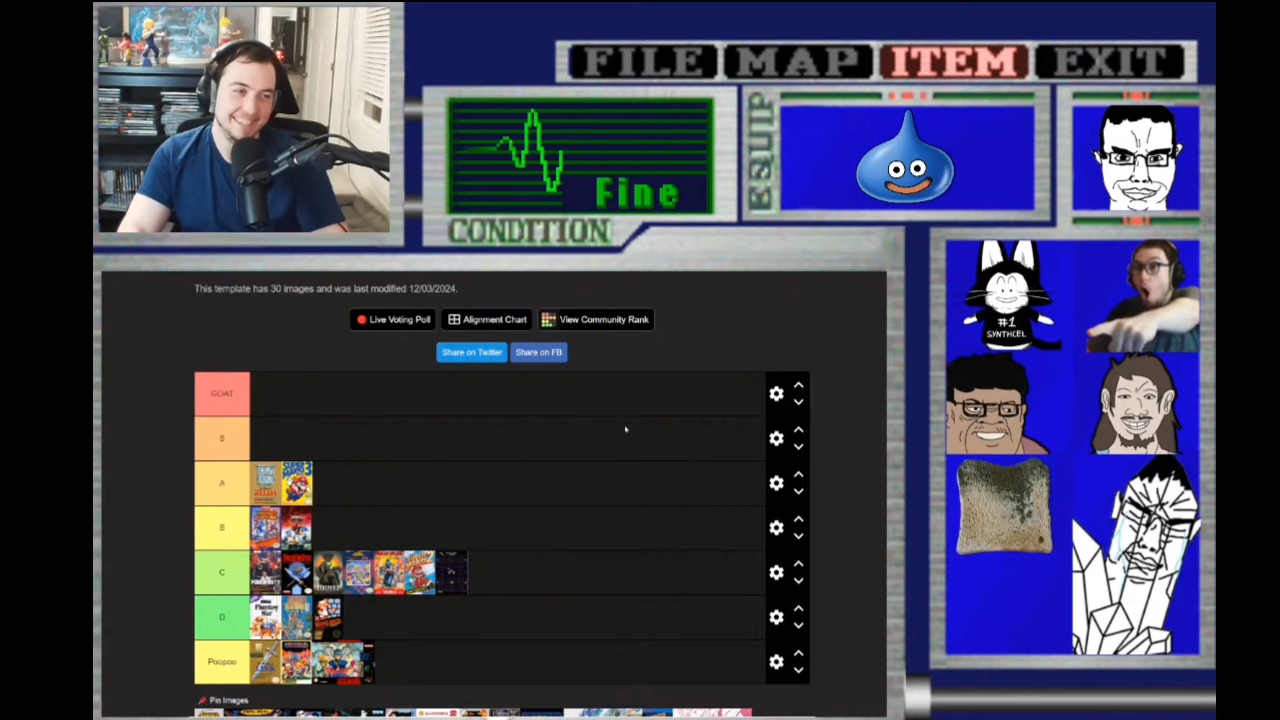 FILE MAP ITEM EXIT
EQUIP
Fine
CONDITION
#1
SYNTHCEL
This template has 30 images and was last modified 12/03/2024.
Live Voting Poll
Alignment Chart
View Community Rank
Share on Twitter
Share on FB
GOAT
S
A
B
C
D
Poopoo
Pin Images